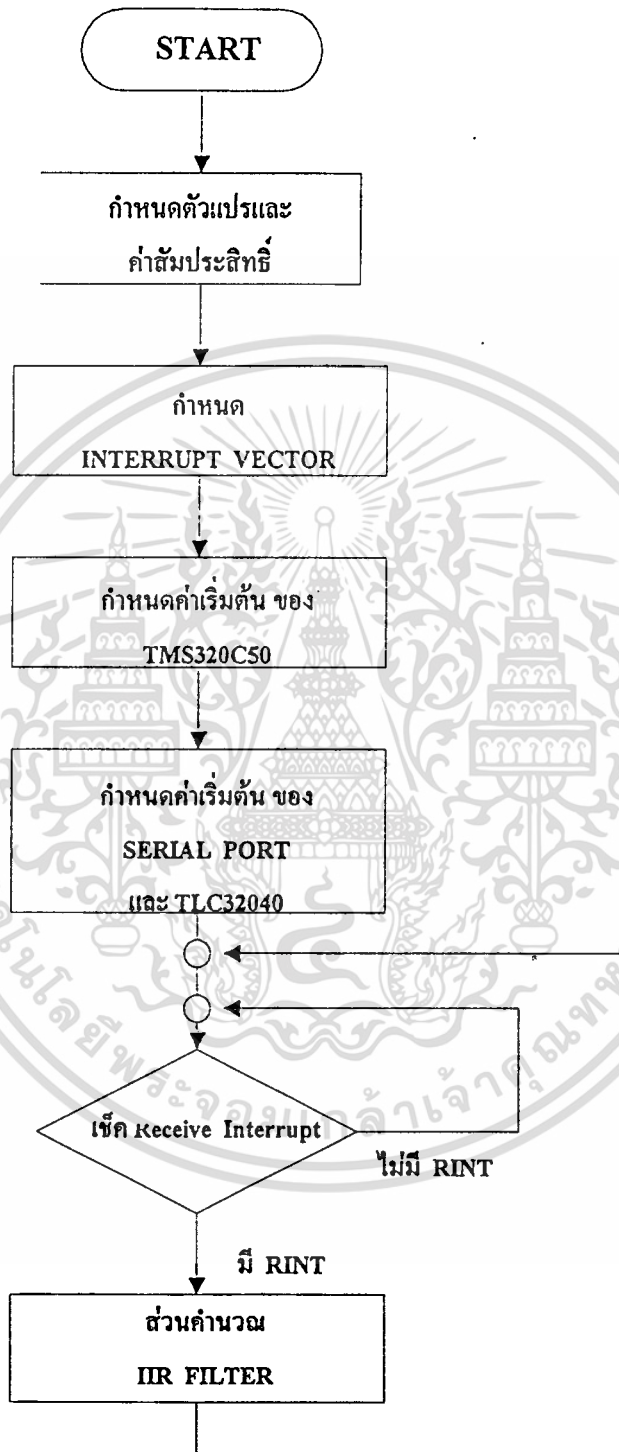 START
กำหนดตัวแปรและ
ค่าสัมประสิทธิ์
กำหนด
INTERRUPT VECTOR
กำหนดค่าเริ่มต้น ของ
TMS320C50
กำหนดค่าเริ่มต้น ของ
SERIAL PORT
และ TLC32040
เช็ค Receive Interrupt
ไม่มี RINT
มี RINT
ส่วนคำนวณ
IIR FILTER